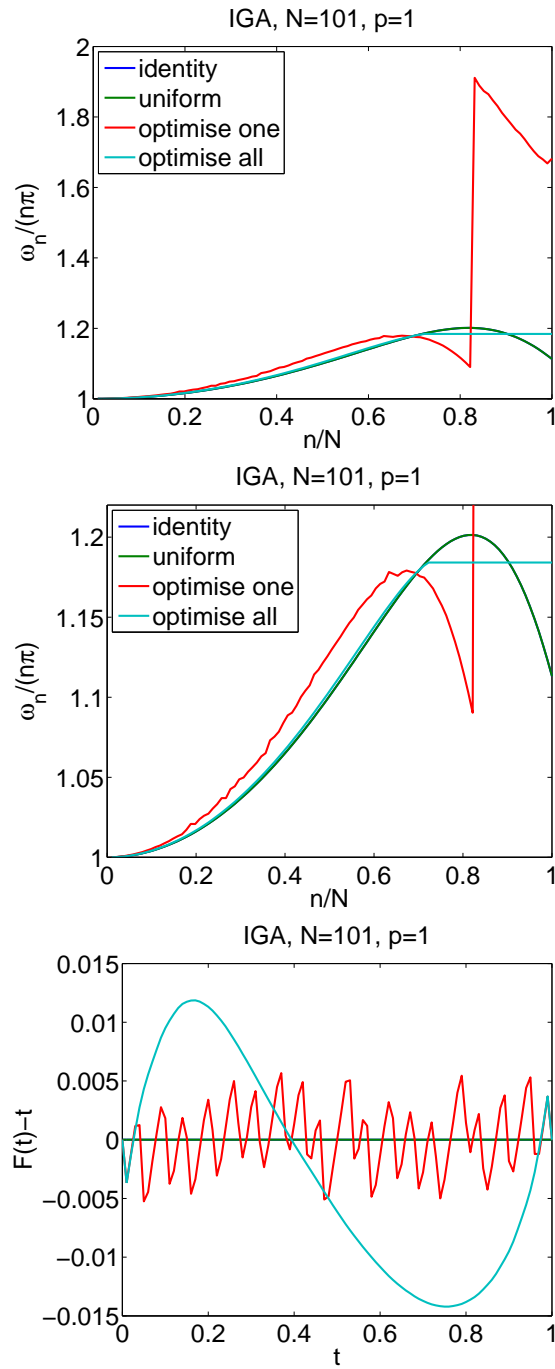 IGA, N=101, p=1
2
1.8
1.6
1.4
1.2
1
ω_n/(nπ)
identity
uniform
optimise one
optimise all
0.2 0.4 0.6 0.8 1
n/N
IGA, N=101, p=1
1.2
1.15
1.1
1.05
1
ω_n/(nπ)
identity
uniform
optimise one
optimise all
0.2 0.4 0.6 0.8 1
n/N
IGA, N=101, p=1
0.015
0.01
0.005
0
−0.005
−0.01
−0.015
F(t)−t
0 0.2 0.4 0.6 0.8 1
t